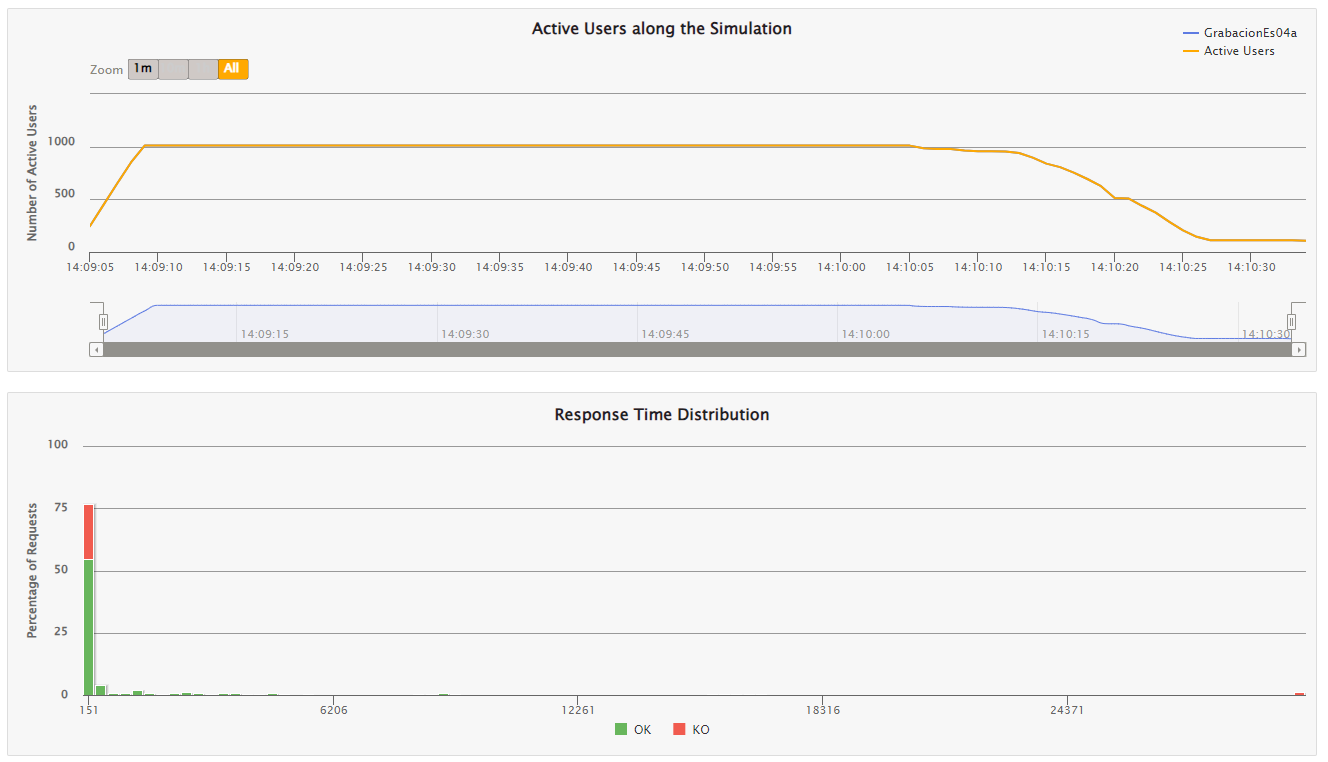 Active Users along the Simulation
GrabacionEs04a
Active Users
Zoom 1m All
Number of Active Users
1000
500
0
14:09:05 14:09:10 14:09:15 14:09:20 14:09:25 14:09:30 14:09:35 14:09:40 14:09:45 14:09:50 14:09:55 14:10:00 14:10:05 14:10:10 14:10:15 14:10:20 14:10:25 14:10:30
14:09:15 14:09:30 14:09:45 14:10:00 14:10:15 14:10:30
Response Time Distribution
Percentage of Requests
100
75
50
25
0
151 6206 12261 18316 24371
OK KO